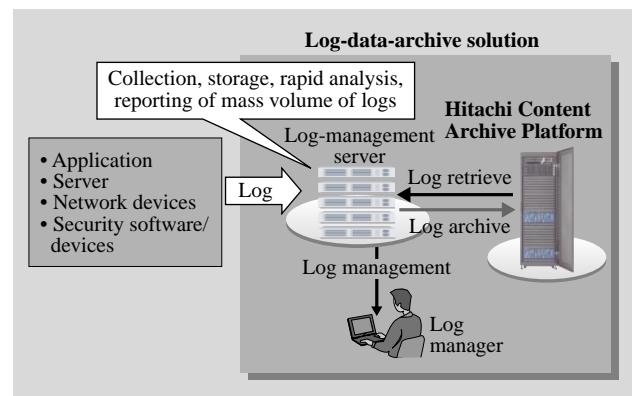 Log-data-archive solution
Collection, storage, rapid analysis,
reporting of mass volume of logs
Hitachi Content
Archive Platform
Log-management
server
• Application
• Server
• Network devices
• Security software/
devices
Log
Log retrieve
Log archive
Log management
Log
manager